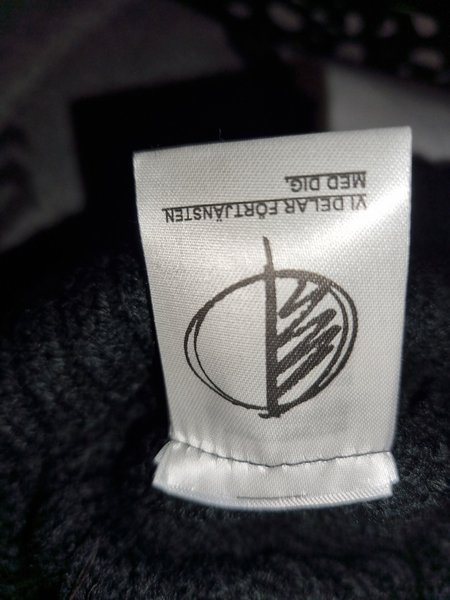 VI DELAR FÖRTJÄNSTEN
MED DIG.